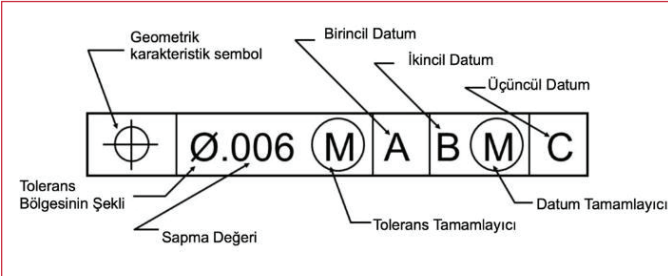 Geometrik
karakteristik sembol
Birincil Datum
İkincil Datum
Üçüncül Datum
Ø.006 Ⓜ A B Ⓜ C
Tolerans
Bölgesinin Şekli
Sapma Değeri
Tolerans Tamamlayıcı
Datum Tamamlayıcı